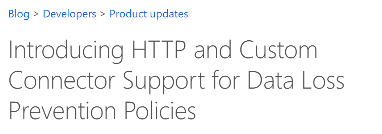 Blog > Developers > Product updates
Introducing HTTP and Custom
Connector Support for Data Loss
Prevention Policies